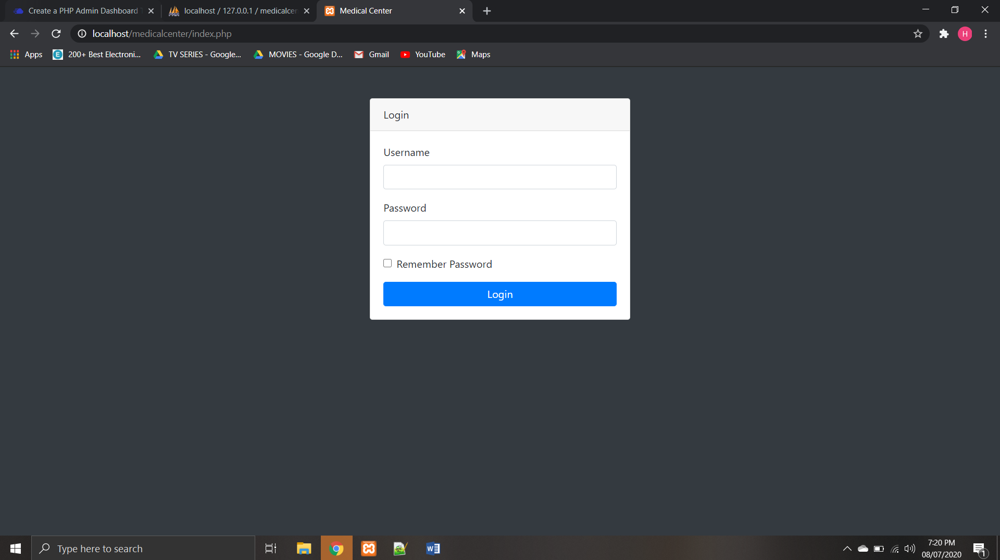 Create a PHP Admin Dashboard
localhost / 127.0.0.1 / medicalcen
Medical Center
localhost/medicalcenter/index.php
H
Apps
E
200+ Best Electroni...
TV SERIES - Google...
MOVIES - Google D...
Gmail
YouTube
Maps
Login
Username
Password
Remember Password
Login
Type here to search
7:20 PM
08/07/2020
1